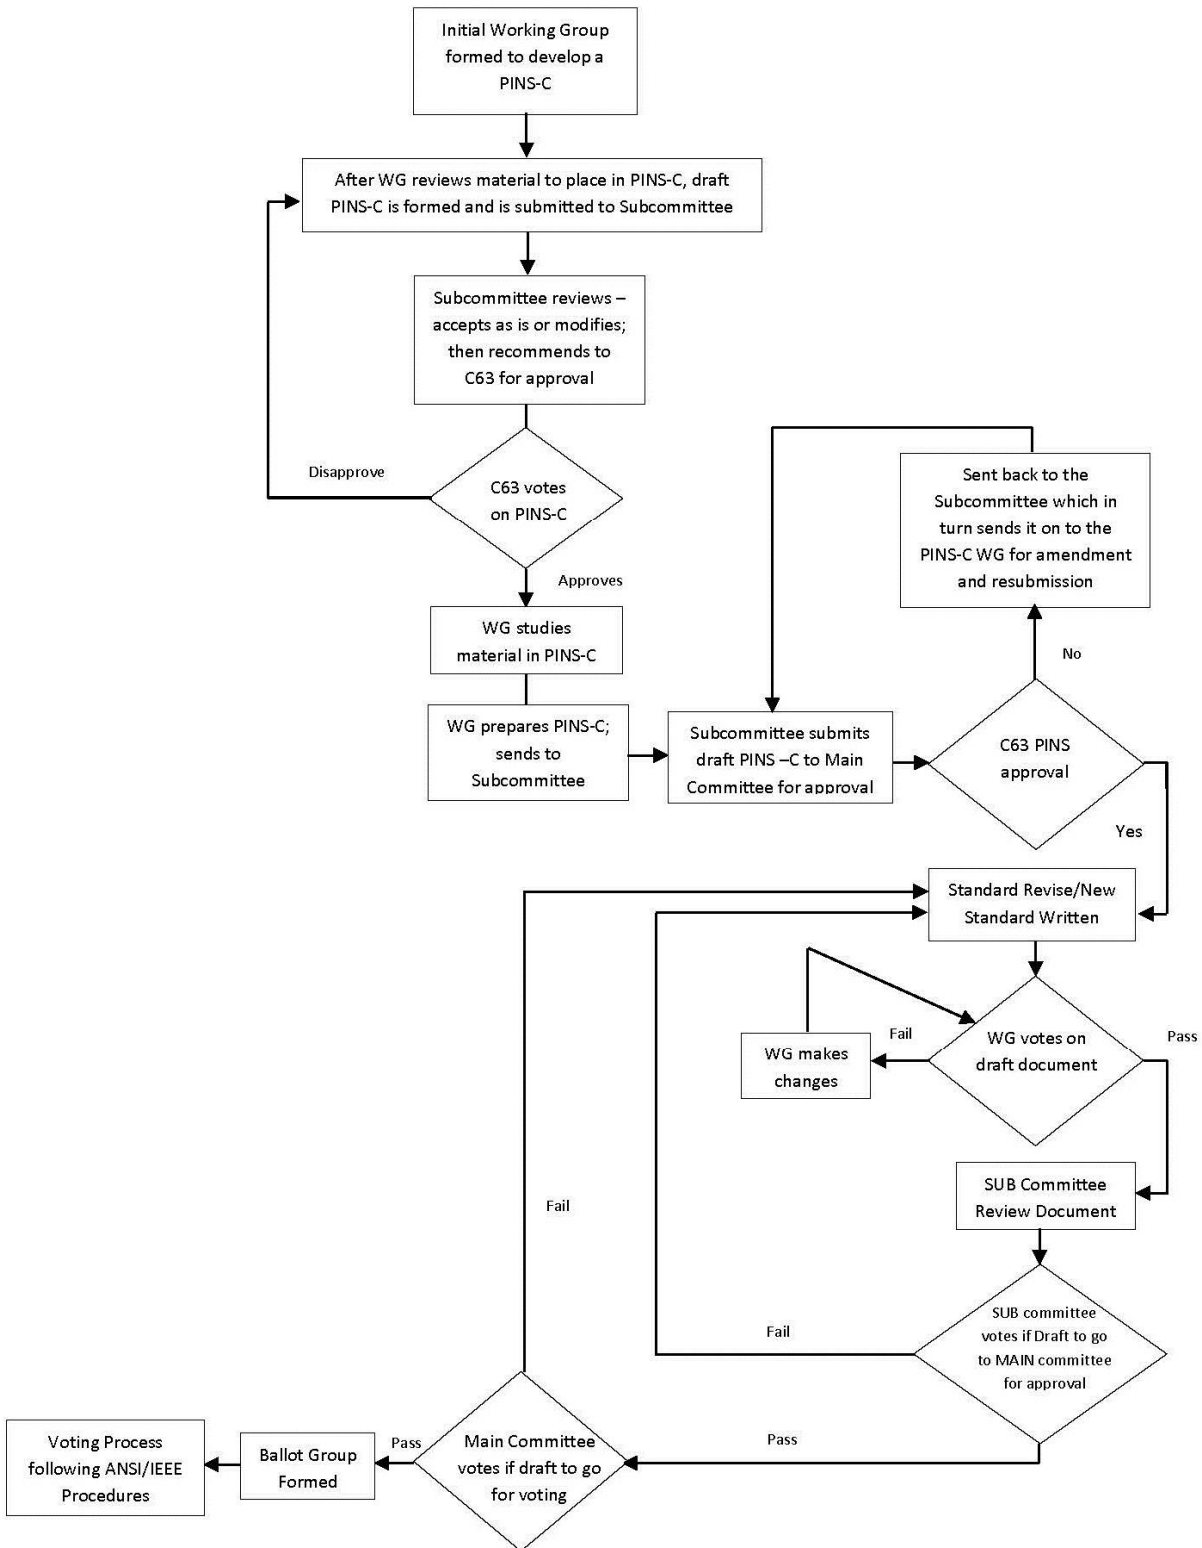 Initial Working Group
formed to develop a
PINS-C
After WG reviews material to place in PINS-C, draft
PINS-C is formed and is submitted to Subcommittee
Subcommittee reviews –
accepts as is or modifies;
then recommends to
C63 for approval
Disapprove
C63 votes
on PINS-C
Approves
WG studies
material in PINS-C
WG prepares PINS-C;
sends to
Subcommittee
Subcommittee submits
draft PINS –C to Main
Committee for approval
Sent back to the
Subcommittee which in
turn sends it on to the
PINS-C WG for amendment
and resubmission
No
C63 PINS
approval
Yes
Standard Revise/New
Standard Written
WG votes on
draft document
Fail
Pass
WG makes
changes
SUB Committee
Review Document
SUB committee
votes if Draft to go
to MAIN committee
for approval
Fail
Pass
Fail
Main Committee
votes if draft to go
for voting
Pass
Ballot Group
Formed
Voting Process
following ANSI/IEEE
Procedures